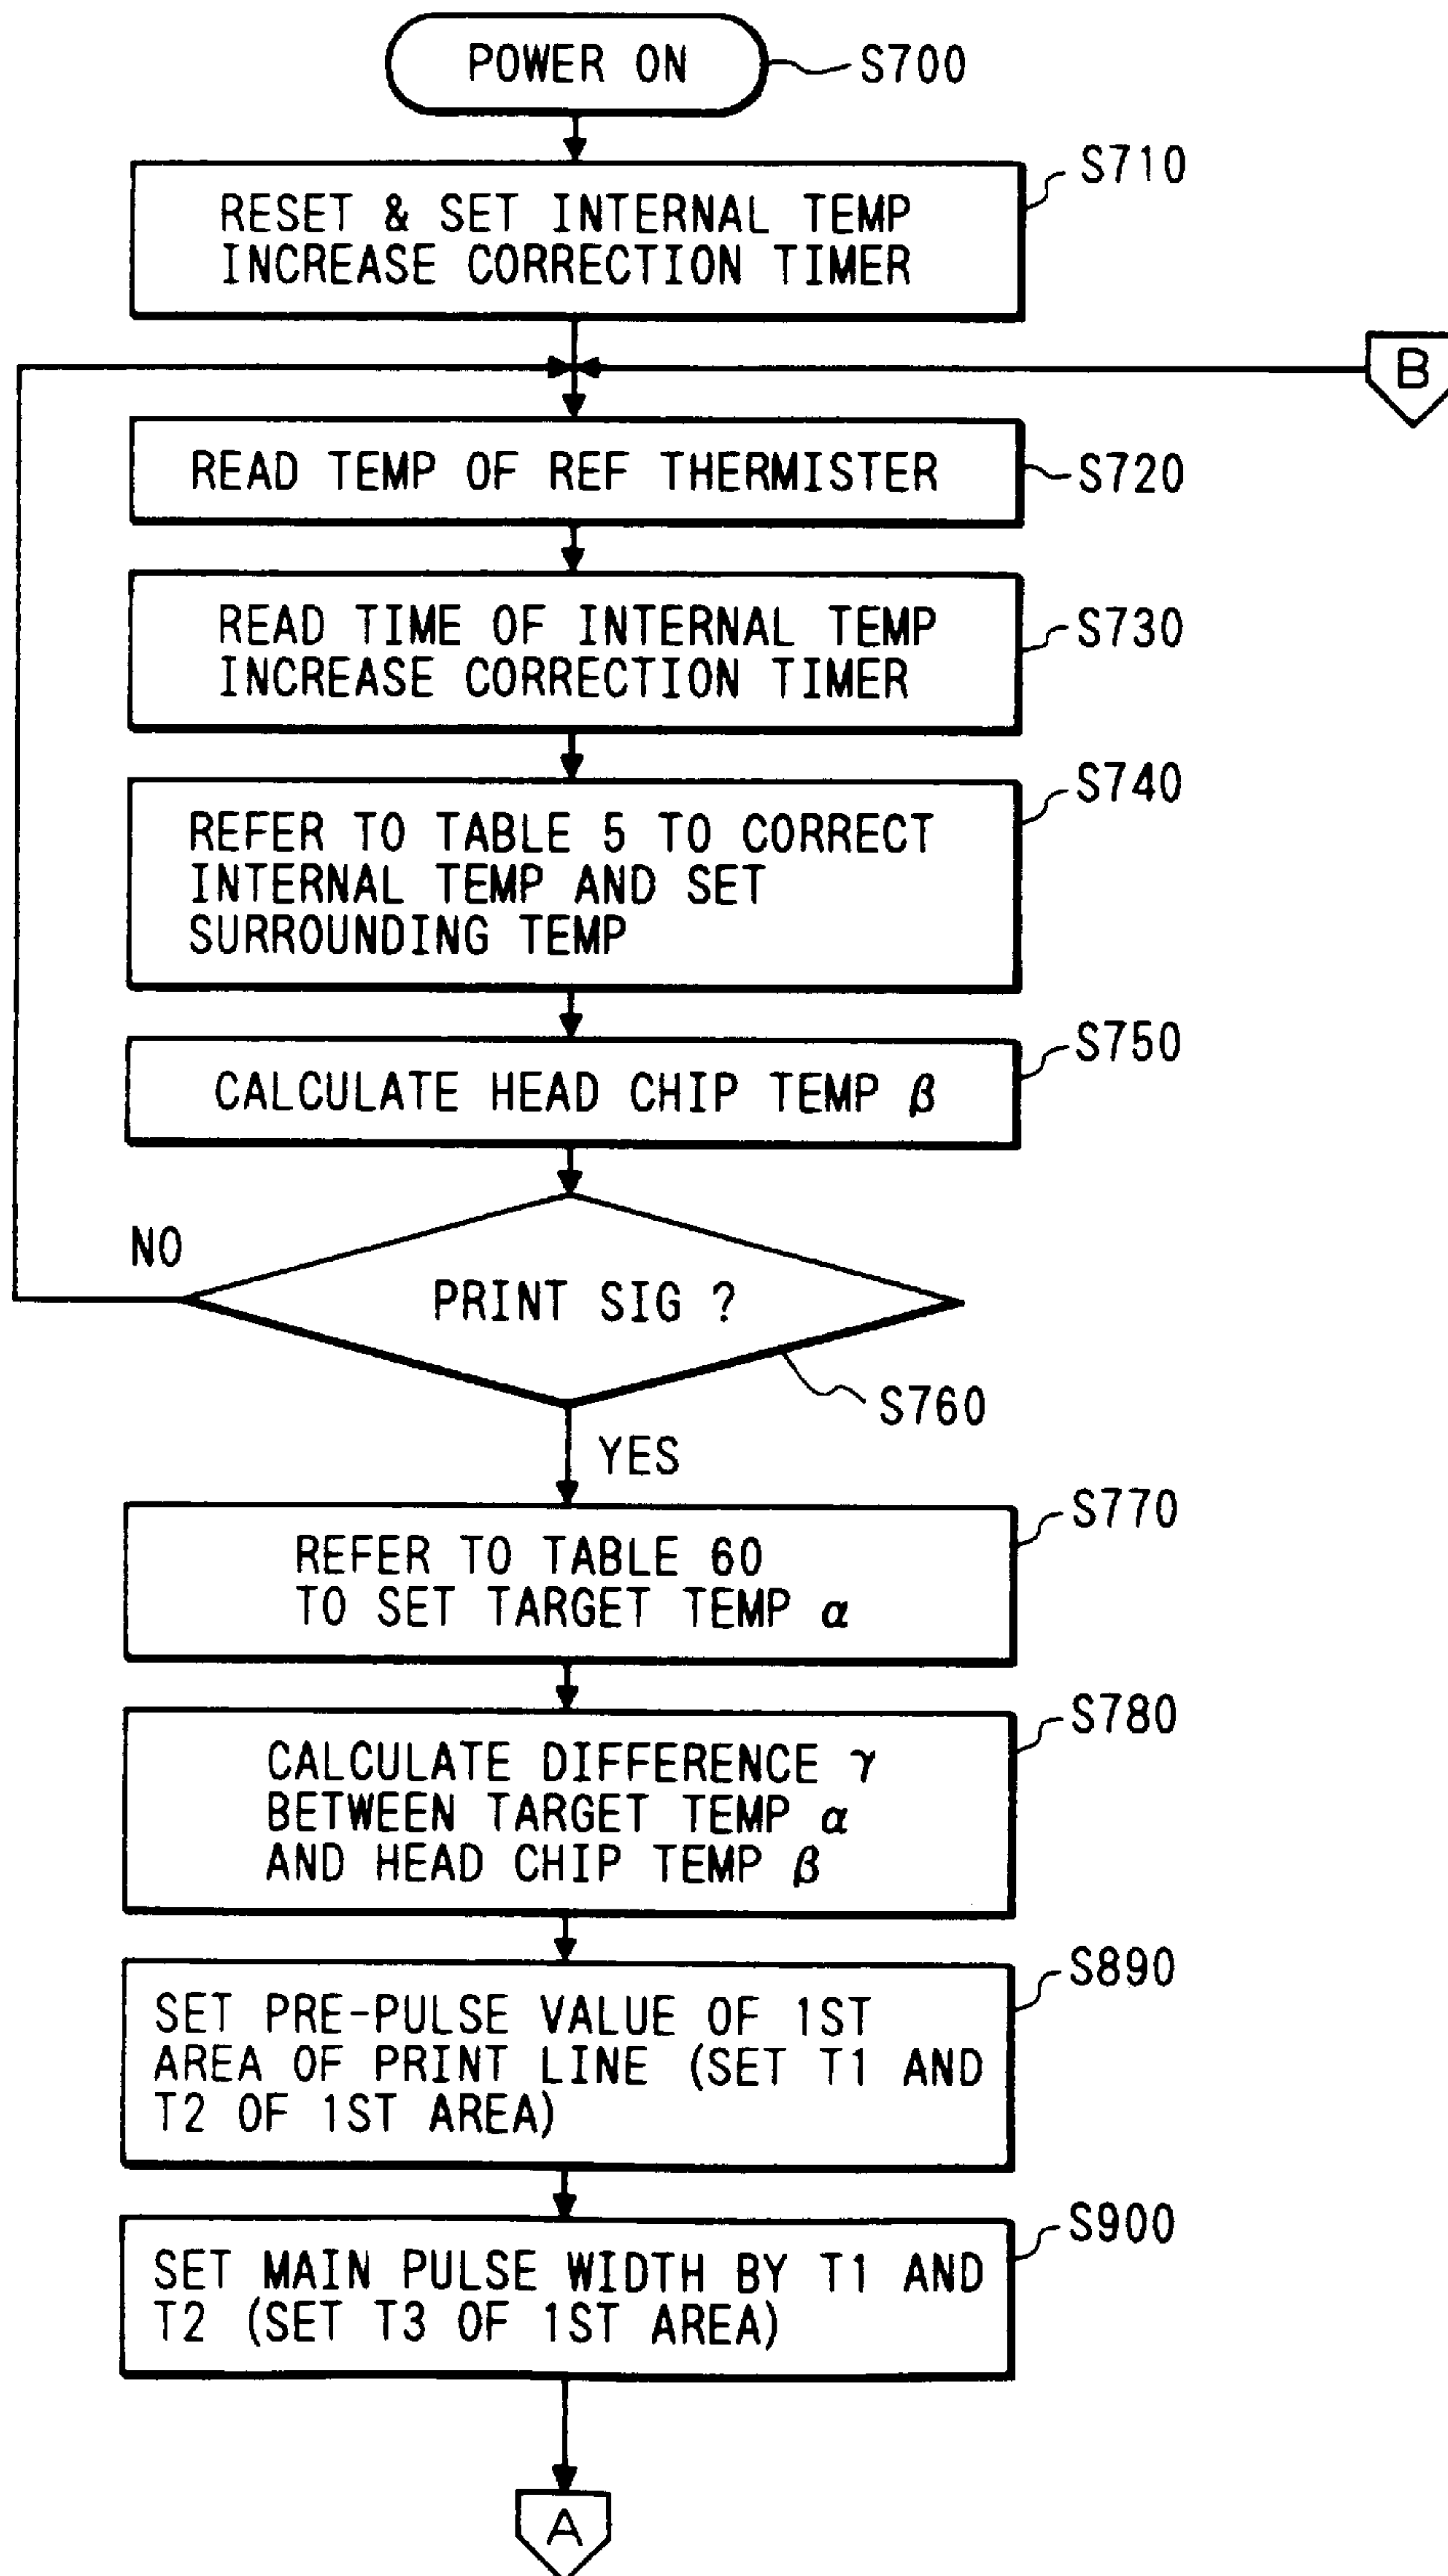 POWER ON
S700
RESET & SET INTERNAL TEMP
INCREASE CORRECTION TIMER
S710
B
READ TEMP OF REF THERMISTER
S720
READ TIME OF INTERNAL TEMP
INCREASE CORRECTION TIMER
S730
REFER TO TABLE 5 TO CORRECT
INTERNAL TEMP AND SET
SURROUNDING TEMP
S740
CALCULATE HEAD CHIP TEMP β
S750
NO
PRINT SIG ?
S760
YES
REFER TO TABLE 60
TO SET TARGET TEMP α
S770
CALCULATE DIFFERENCE γ
BETWEEN TARGET TEMP α
AND HEAD CHIP TEMP β
S780
SET PRE-PULSE VALUE OF 1ST
AREA OF PRINT LINE (SET T1 AND
T2 OF 1ST AREA)
S890
SET MAIN PULSE WIDTH BY T1 AND
T2 (SET T3 OF 1ST AREA)
S900
A